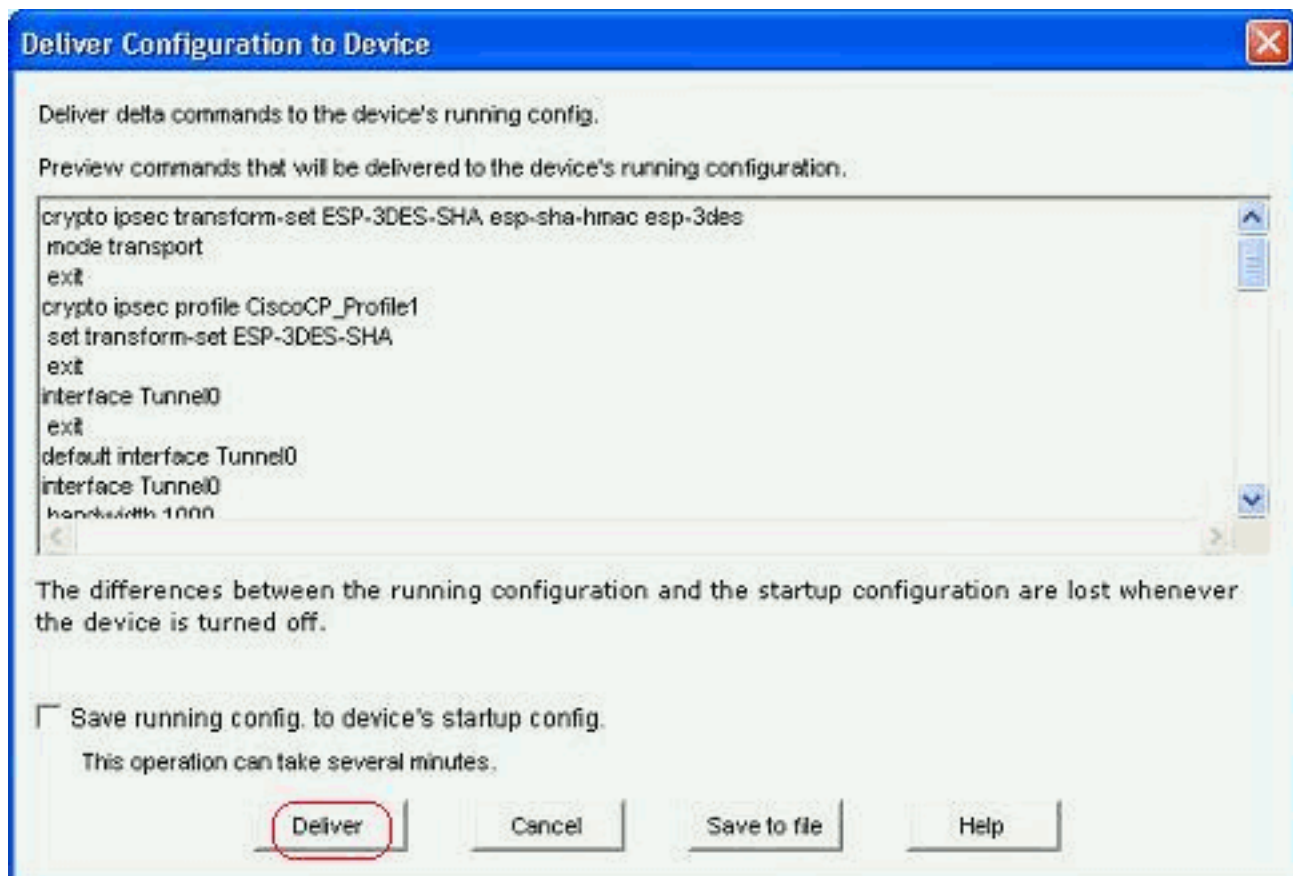 Deliver Configuration to Device
Deliver delta commands to the device's running config.
Preview commands that will be delivered to the device's running configuration.
crypto ipsec transform-set ESP-3DES-SHA esp-sha-hmac esp-3des
mode transport
exit
crypto ipsec profile CiscoCP_Profile1
set transform-set ESP-3DES-SHA
exit
interface Tunnel0
exit
default interface Tunnel0
interface Tunnel0
bandwidth 1000
The differences between the running configuration and the startup configuration are lost whenever
the device is turned off.
Save running config. to device's startup config.
This operation can take several minutes.
Deliver Cancel Save to file Help